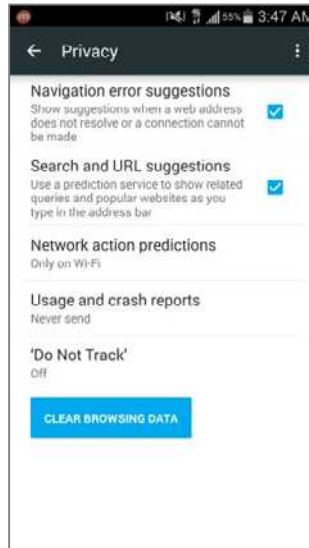 55% 3:47 AM
Privacy
Navigation error suggestions
Show suggestions when a web address
does not resolve or a connection cannot
be made
Search and URL suggestions
Use a prediction service to show related
queries and popular websites as you
type in the address bar
Network action predictions
Only on Wi-Fi
Usage and crash reports
Never send
'Do Not Track'
Off
CLEAR BROWSING DATA